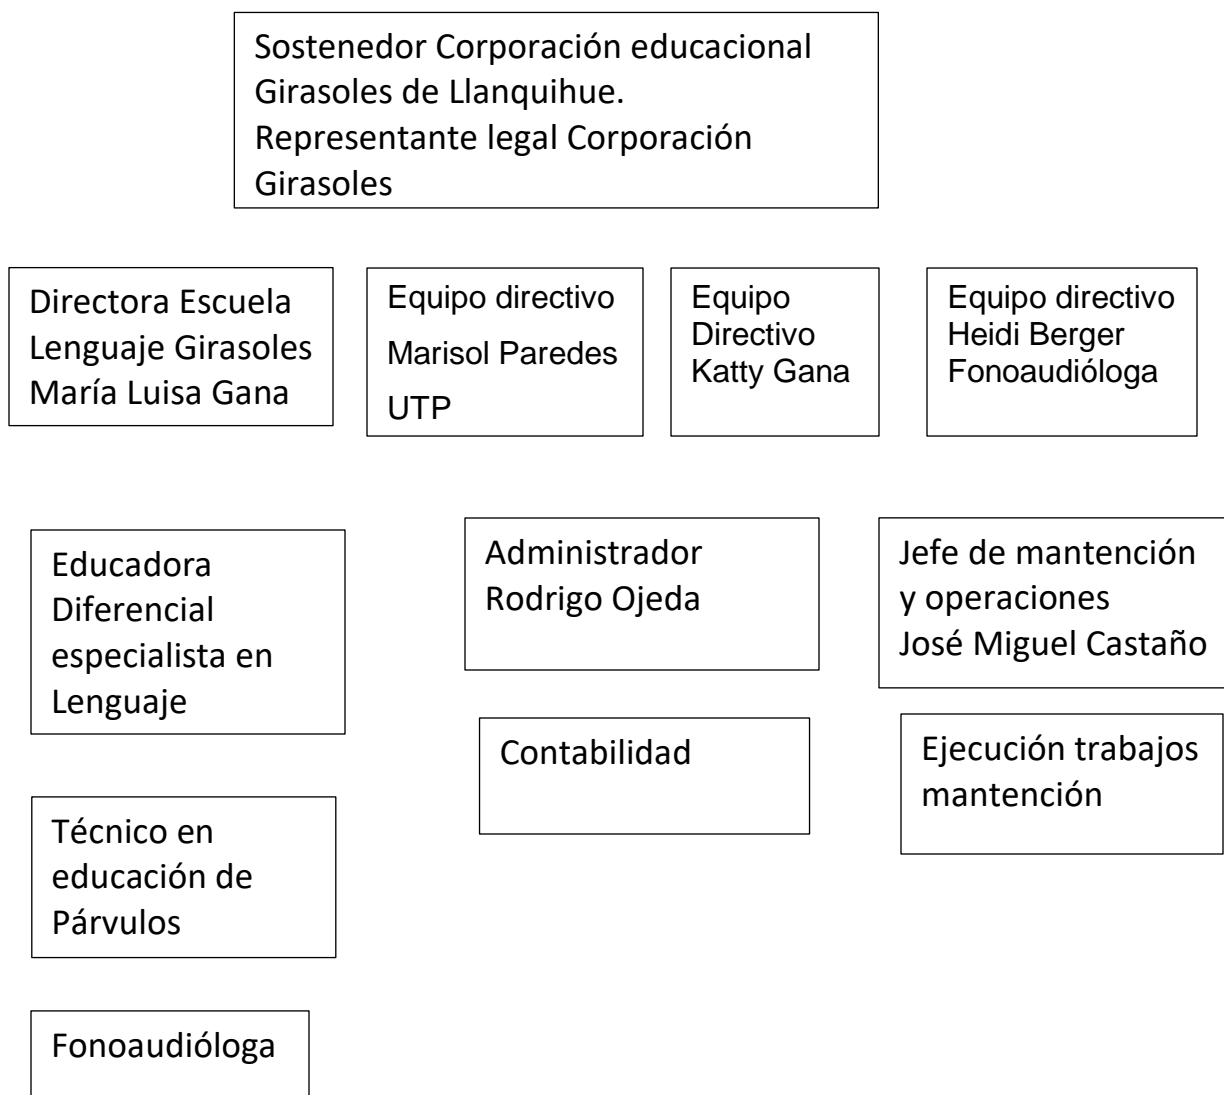 Sostenedor Corporación educacional
Girasoles de Llanquihue.
Representante legal Corporación
Girasoles
Directora Escuela
Lenguaje Girasoles
María Luisa Gana
Equipo directivo
Marisol Paredes
UTP
Equipo
Directivo
Katty Gana
Equipo directivo
Heidi Berger
Fonoaudióloga
Educadora
Diferencial
especialista en
Lenguaje
Administrador
Rodrigo Ojeda
Jefe de mantención
y operaciones
José Miguel Castaño
Contabilidad
Ejecución trabajos
mantención
Técnico en
educación de
Párvulos
Fonoaudióloga